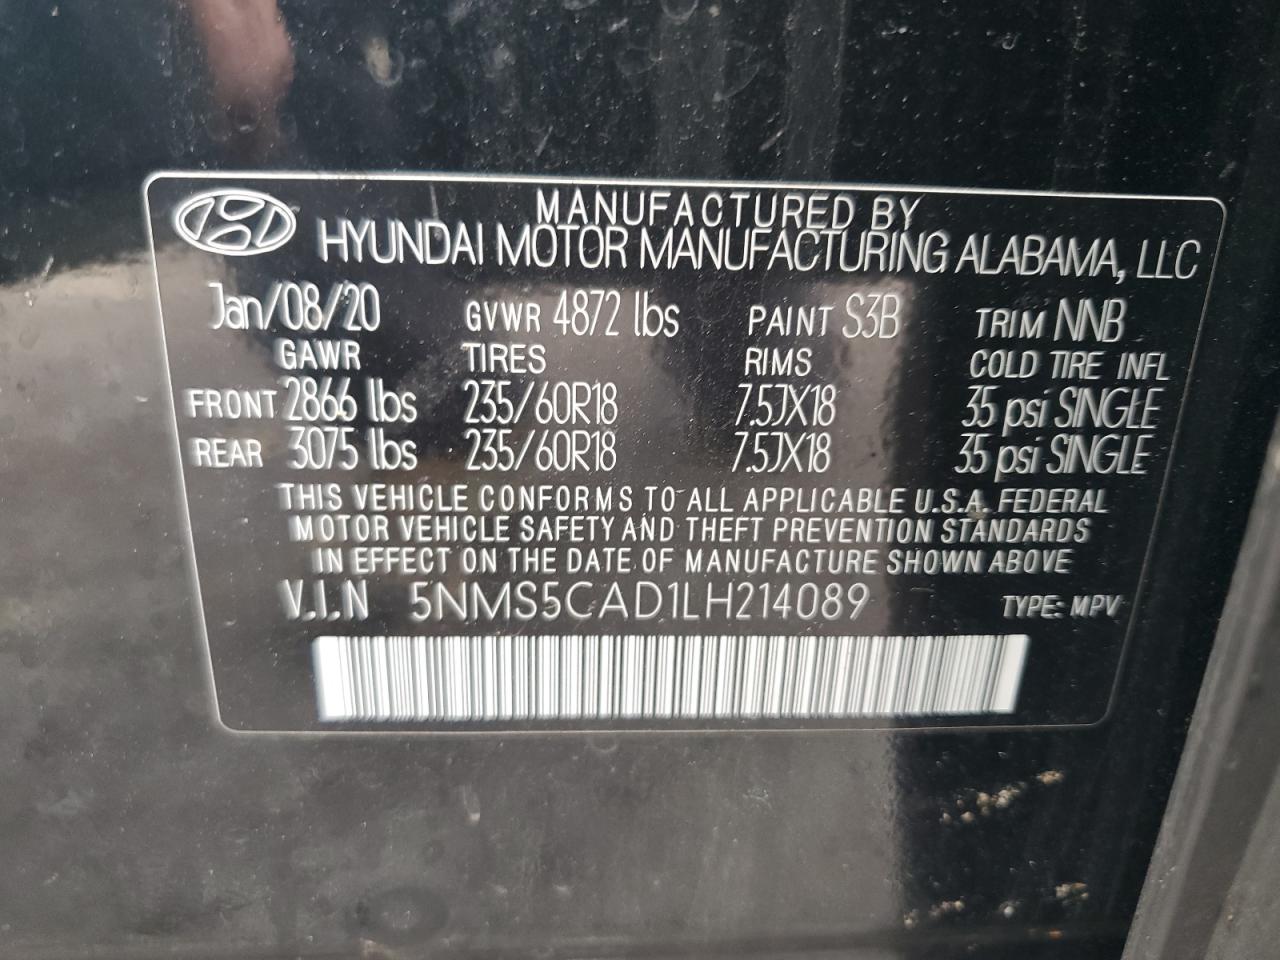 MANUFACTURED BY
HYUNDAI MOTOR MANUFACTURING ALABAMA, LLC
Jan/08/20 GVWR 4872 lbs PAINT S3B TRIM NNB
GAWR TIRES RIMS COLD TIRE INFL
FRONT 2866 lbs 235/60R18 7.5JX18 35 psi SINGLE
REAR 3075 lbs 235/60R18 7.5JX18 35 psi SINGLE
THIS VEHICLE CONFORMS TO ALL APPLICABLE U.S.A. FEDERAL
MOTOR VEHICLE SAFETY AND THEFT PREVENTION STANDARDS
IN EFFECT ON THE DATE OF MANUFACTURE SHOWN ABOVE
V.I.N 5NMS5CAD1LH214089 TYPE: MPV